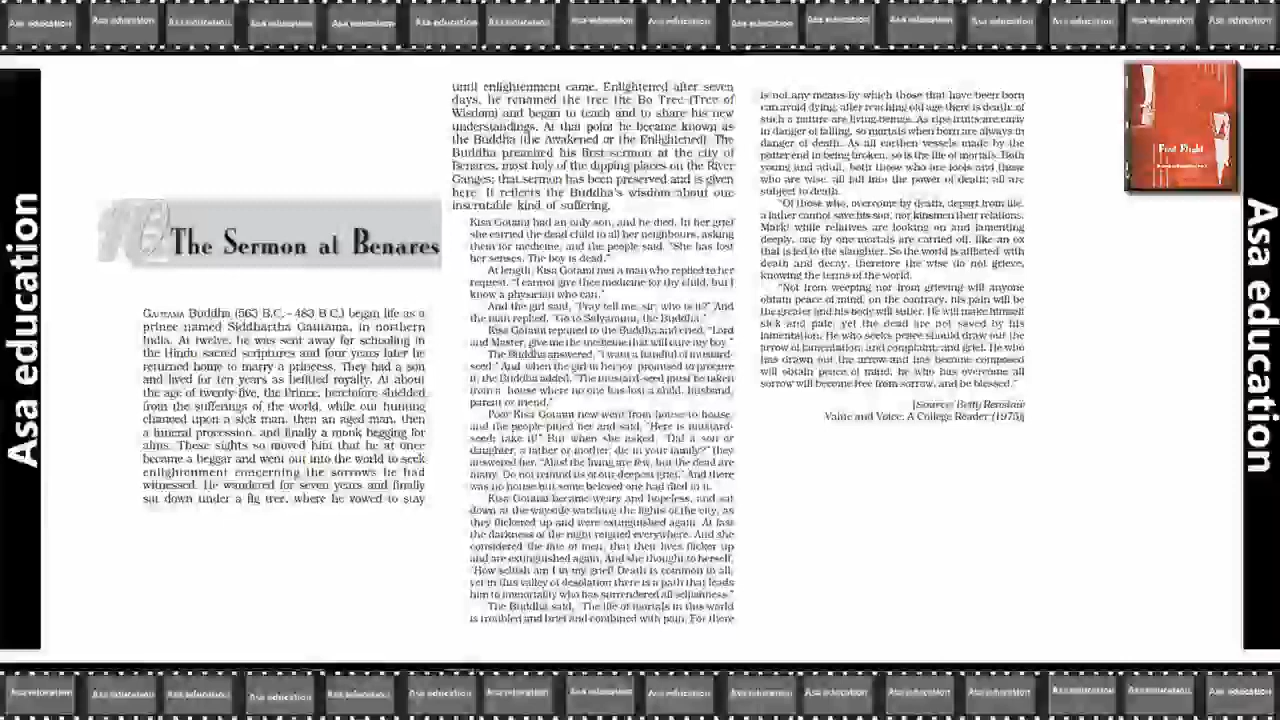 Asa education
Asa education
First Flight
The Sermon at Benares
GAUTAMA Buddha (563 B.C. – 483 B.C.) began life as a
prince named Siddhartha Gautama, in northern
India. At twelve, he was sent away for schooling in
the Hindu sacred scriptures and four years later he
returned home to marry a princess. They had a son
and lived for ten years as befitted royalty. At about
the age of twenty-five, the Prince, heretofore shielded
from the sufferings of the world, while out hunting
chanced upon a sick man, then an aged man, then
a funeral procession, and finally a monk begging for
alms. These sights so moved him that he at once
became a beggar and went out into the world to seek
enlightenment concerning the sorrows he had
witnessed. He wandered for seven years and finally
sat down under a fig tree, where he vowed to stay
until enlightenment came. Enlightened after seven
days, he renamed the tree the Bo Tree (Tree of
Wisdom) and began to teach and to share his new
understandings. At that point he became known as
the Buddha (the Awakened or the Enlightened). The
Buddha preached his first sermon at the city of
Benares, most holy of the dipping places on the River
Ganges; that sermon has been preserved and is given
here. It reflects the Buddha's wisdom about one
inscrutable kind of suffering.
Kisa Gotami had an only son, and he died. In her grief
she carried the dead child to all her neighbours, asking
them for medicine, and the people said, "She has lost
her senses. The boy is dead."
At length, Kisa Gotami met a man who replied to her
request, "I cannot give thee medicine for thy child, but I
know a physician who can."
And the girl said, "Pray tell me, sir; who is it?" And
the man replied, "Go to Sakyamuni, the Buddha."
Kisa Gotami repaired to the Buddha and cried, "Lord
and Master, give me the medicine that will cure my boy."
The Buddha answered, "I want a handful of mustard-
seed." And when the girl in her joy promised to procure
it, the Buddha added, "The mustard-seed must be taken
from a house where no one has lost a child, husband,
parent or friend."
Poor Kisa Gotami now went from house to house,
and the people pitied her and said, "Here is mustard-
seed; take it!" But when she asked, "Did a son or
daughter, a father or mother, die in your family?" they
answered her, "Alas! the living are few, but the dead are
many. Do not remind us of our deepest grief." And there
was no house but some beloved one had died in it.
Kisa Gotami became weary and hopeless, and sat
down at the wayside watching the lights of the city, as
they flickered up and were extinguished again. At last
the darkness of the night reigned everywhere. And she
considered the fate of men, that their lives flicker up
and are extinguished again. And she thought to herself,
"How selfish am I in my grief! Death is common to all;
yet in this valley of desolation there is a path that leads
him to immortality who has surrendered all selfishness."
The Buddha said, "The life of mortals in this world
is troubled and brief and combined with pain. For there
is not any means by which those that have been born
can avoid dying; after reaching old age there is death; of
such a nature are living beings. As ripe fruits are early
in danger of falling, so mortals when born are always in
danger of death. As all earthen vessels made by the
potter end in being broken, so is the life of mortals. Both
young and adult, both those who are fools and those
who are wise, all fall into the power of death; all are
subject to death.
"Of those who, overcome by death, depart from life,
a father cannot save his son, nor kinsmen their relations.
Mark! while relatives are looking on and lamenting
deeply, one by one mortals are carried off, like an ox
that is led to the slaughter. So the world is afflicted with
death and decay, therefore the wise do not grieve,
knowing the terms of the world.
"Not from weeping nor from grieving will anyone
obtain peace of mind; on the contrary, his pain will be
the greater and his body will suffer. He will make himself
sick and pale, yet the dead are not saved by his
lamentation. He who seeks peace should draw out the
arrow of lamentation, and complaint, and grief. He who
has drawn out the arrow and has become composed
will obtain peace of mind; he who has overcome all
sorrow will become free from sorrow, and be blessed."
[Source: Betty Renshaw
Values and Voices: A College Reader (1975)]